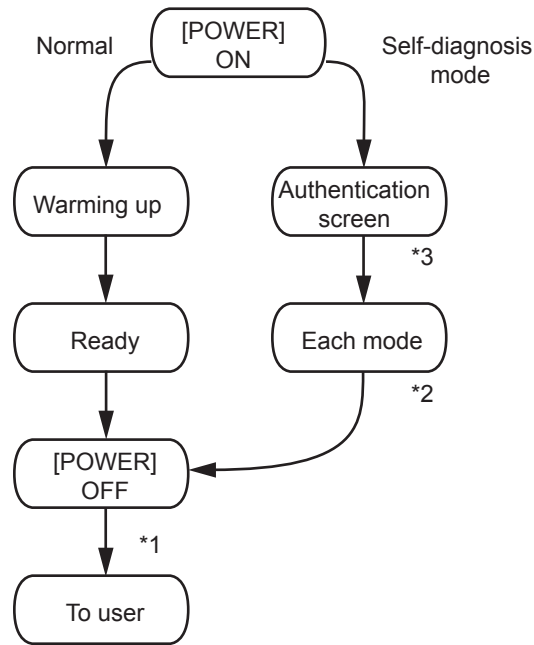 Normal
[POWER]
ON
Self-diagnosis
mode
Warming up
Authentication
screen
*3
Ready
Each mode
*2
[POWER]
OFF
*1
To user